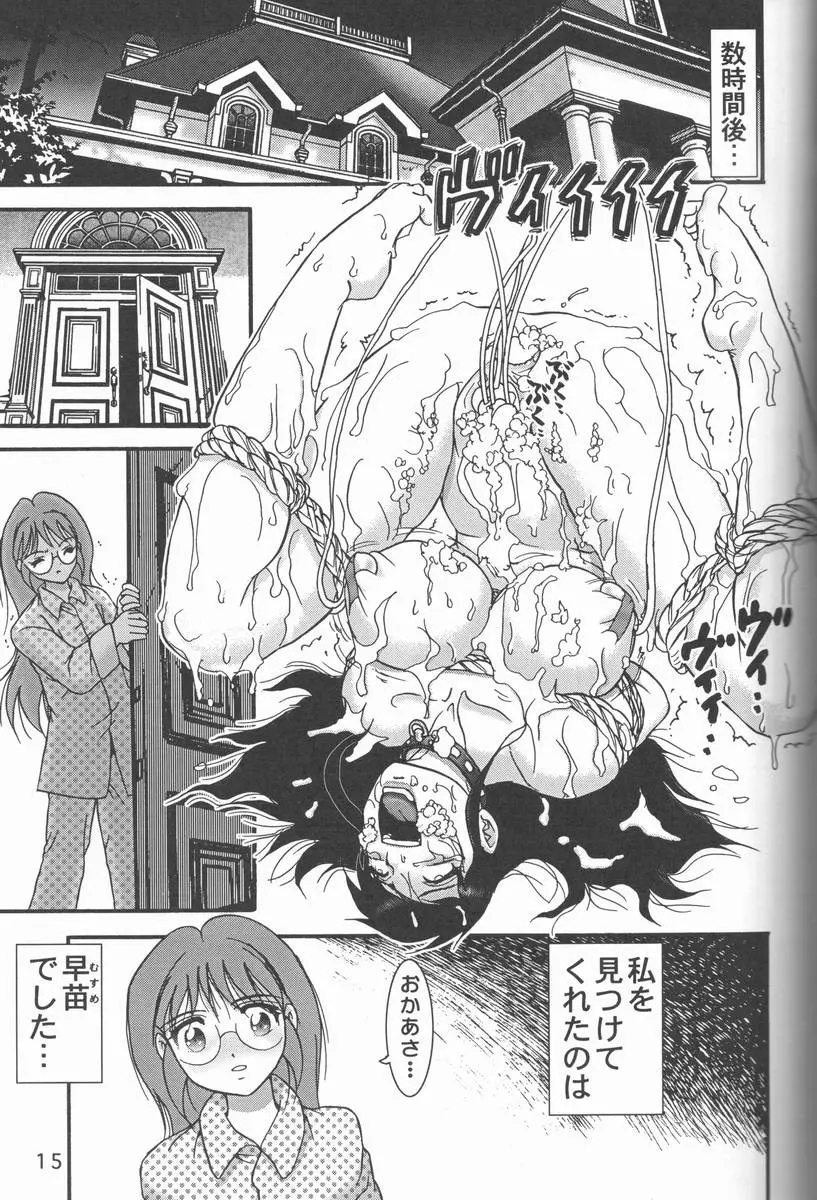 数時間後…
ヴィイイイイ
ぶくぶく…
ヴィ…
ヴィイ…
私を
見つけて
くれたのは
おかあさ…
早苗
むすめ
でした…
15